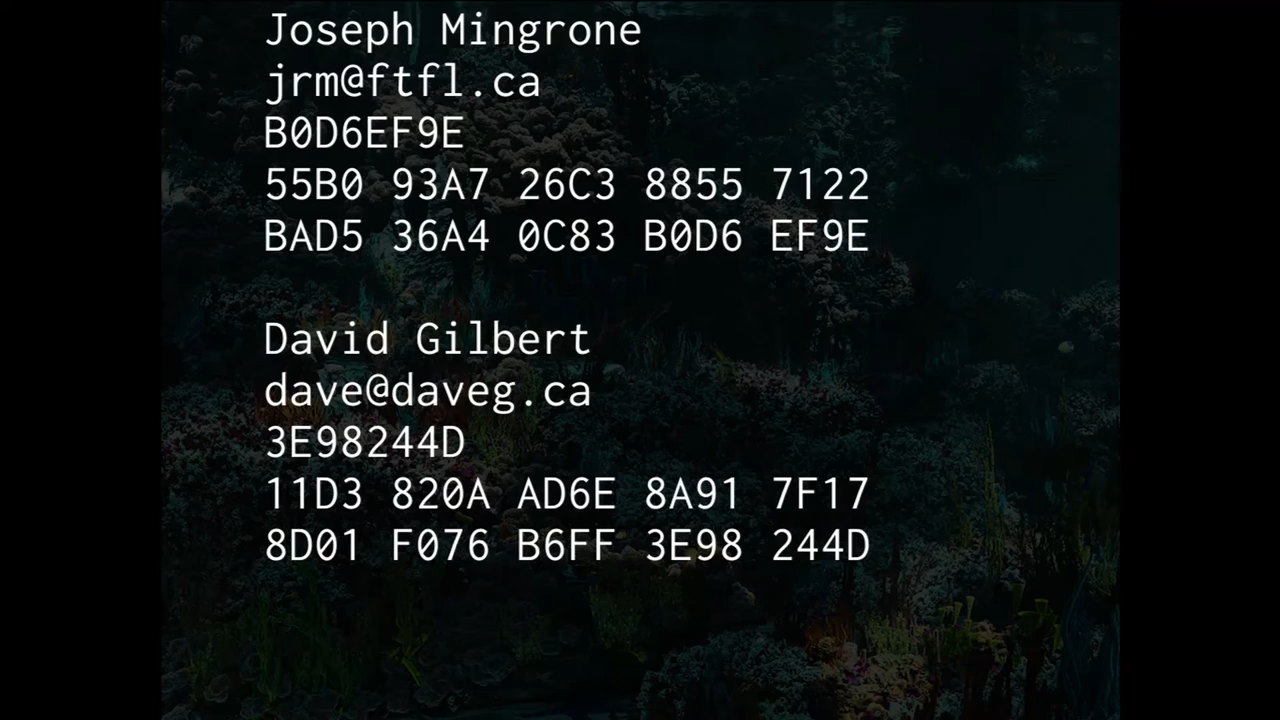 Joseph Mingrone
jrm@ftfl.ca
B0D6EF9E
55B0 93A7 26C3 8855 7122
BAD5 36A4 0C83 B0D6 EF9E
David Gilbert
dave@daveg.ca
3E98244D
11D3 820A AD6E 8A91 7F17
8D01 F076 B6FF 3E98 244D